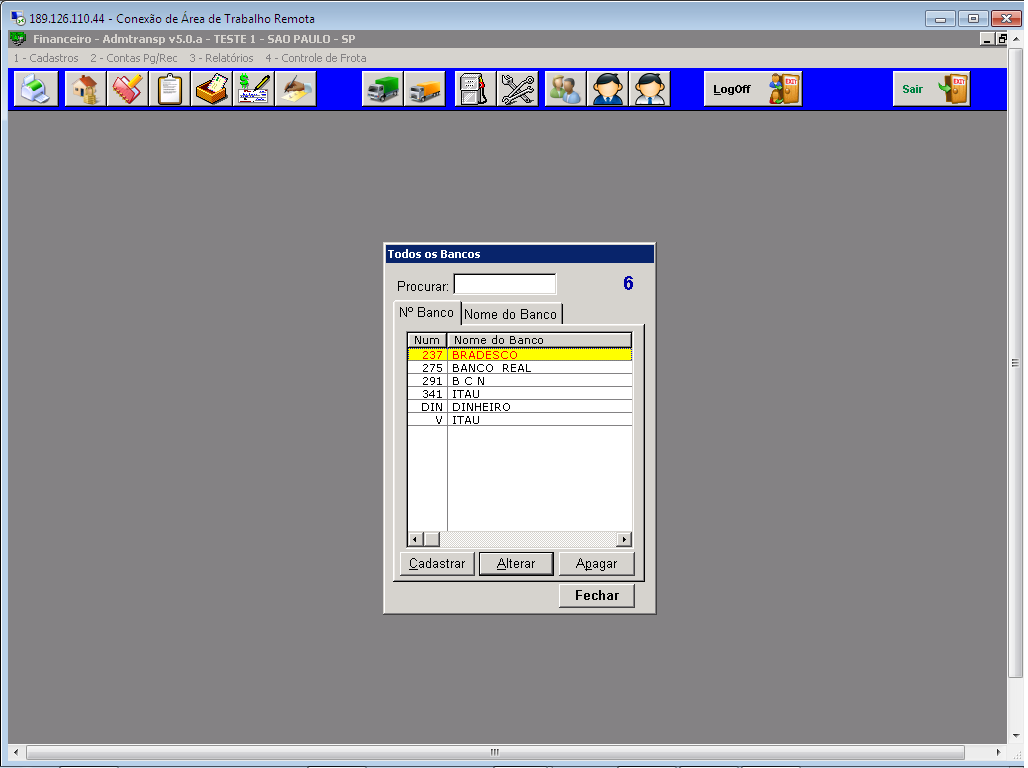 189.126.110.44 - Conexão de Área de Trabalho Remota
Financeiro - Admtransp v5.0.a - TESTE 1 - SAO PAULO - SP
1 - Cadastros 2 - Contas Pg/Rec 3 - Relatórios 4 - Controle de Frota
LogOff EXIT Sair EXIT
Todos os Bancos
Procurar: 6
Nº Banco Nome do Banco
Num Nome do Banco
237 BRADESCO
275 BANCO REAL
291 B C N
341 ITAU
DIN DINHEIRO
V ITAU
Cadastrar Alterar Apagar
Fechar